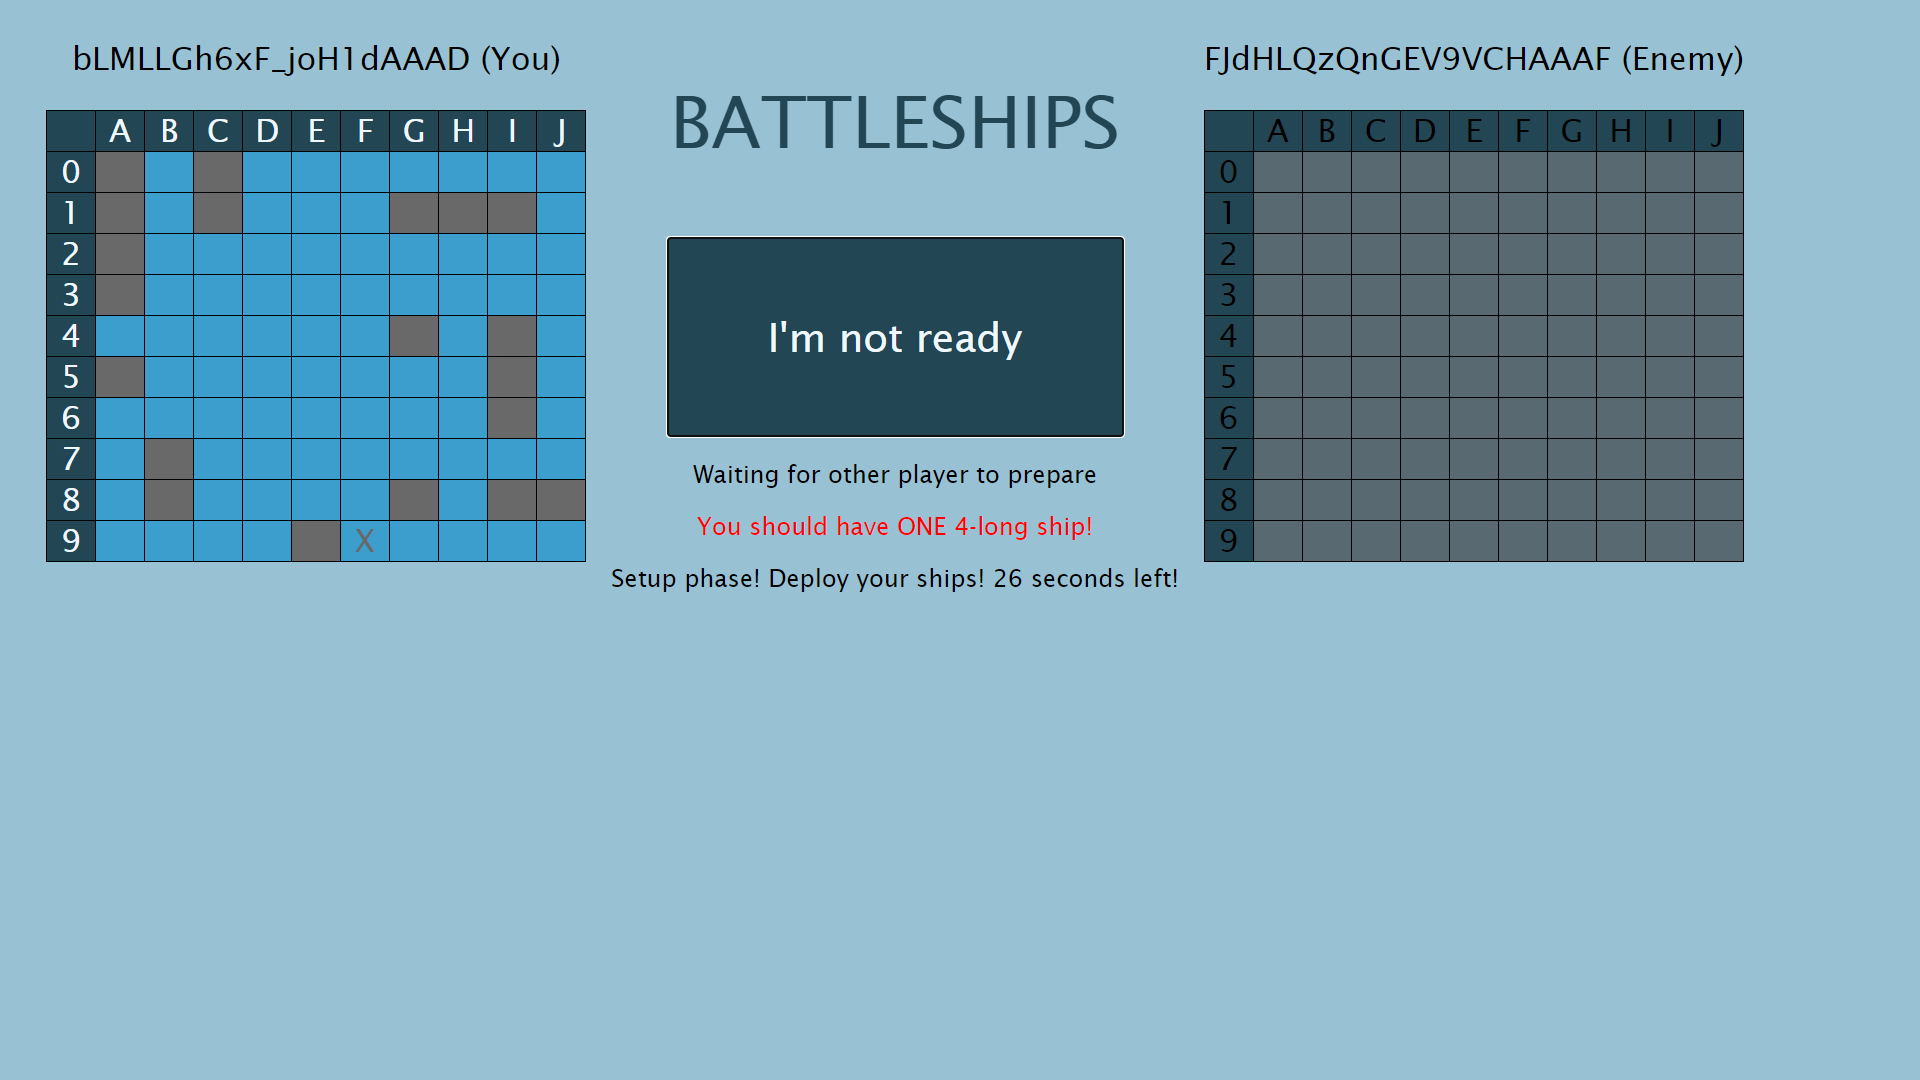 bLMLLGh6xF_joH1dAAAD (You)
A B C D E F G H I J
0
1
2
3
4
5
6
7
8
9 X
BATTLESHIPS
I'm not ready
Waiting for other player to prepare
You should have ONE 4-long ship!
Setup phase! Deploy your ships! 26 seconds left!
FJdHLQzQnGEV9VCHAAAF (Enemy)
A B C D E F G H I J
0
1
2
3
4
5
6
7
8
9